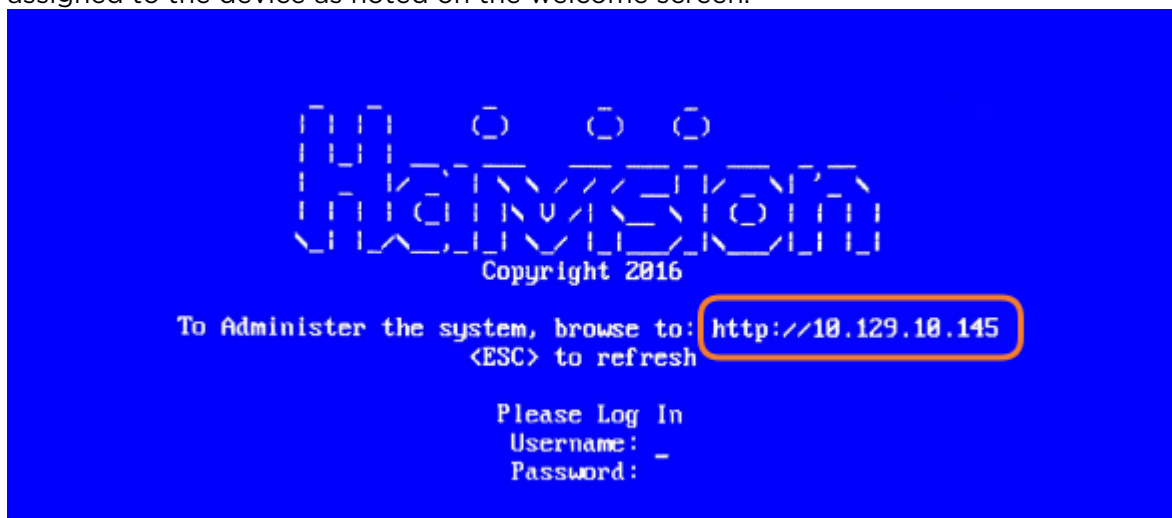 assigned to the device as noted on the welcome screen.
Haivision
Copyright 2016
To Administer the system, browse to: http://10.129.10.145
<ESC> to refresh
Please Log In
Username: _
Password: